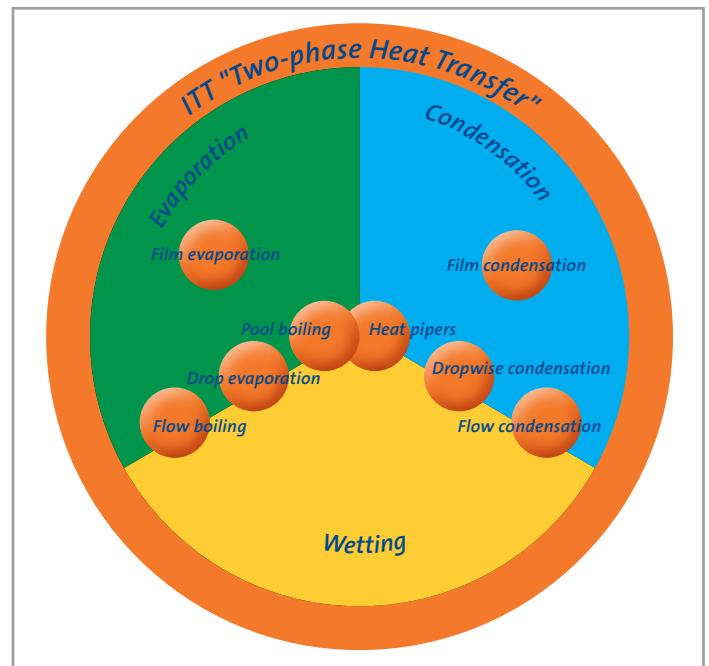 ITT "Two-phase Heat Transfer"
Evaporation
Condensation
Film evaporation
Film condensation
Pool boiling
Heat pipers
Drop evaporation
Dropwise condensation
Flow boiling
Flow condensation
Wetting